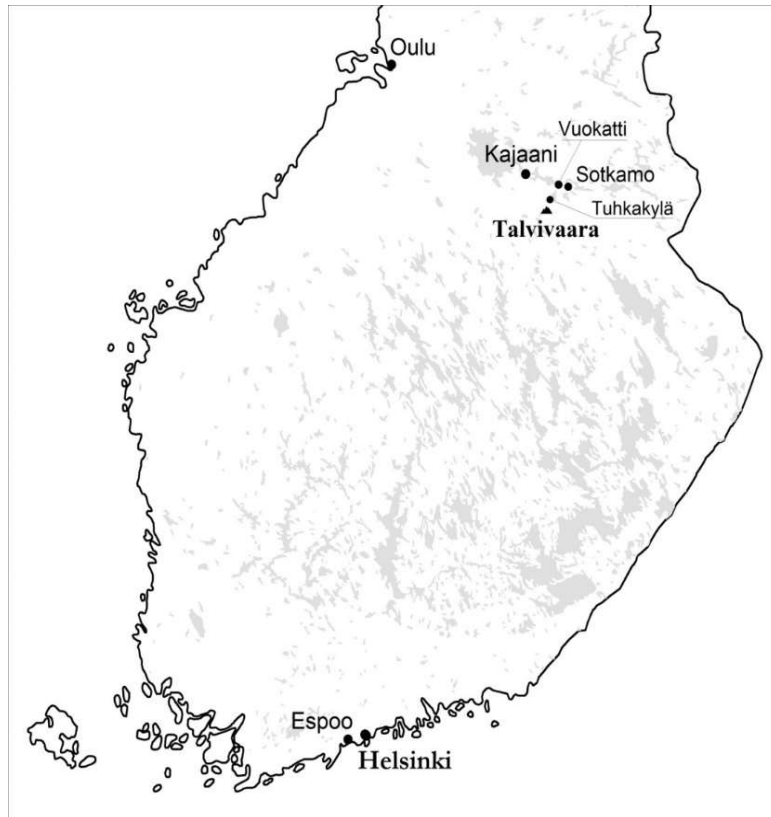 Oulu
Vuokatti
Kajaani
Sotkamo
Tuhkakylä
Talvivaara
Espoo
Helsinki